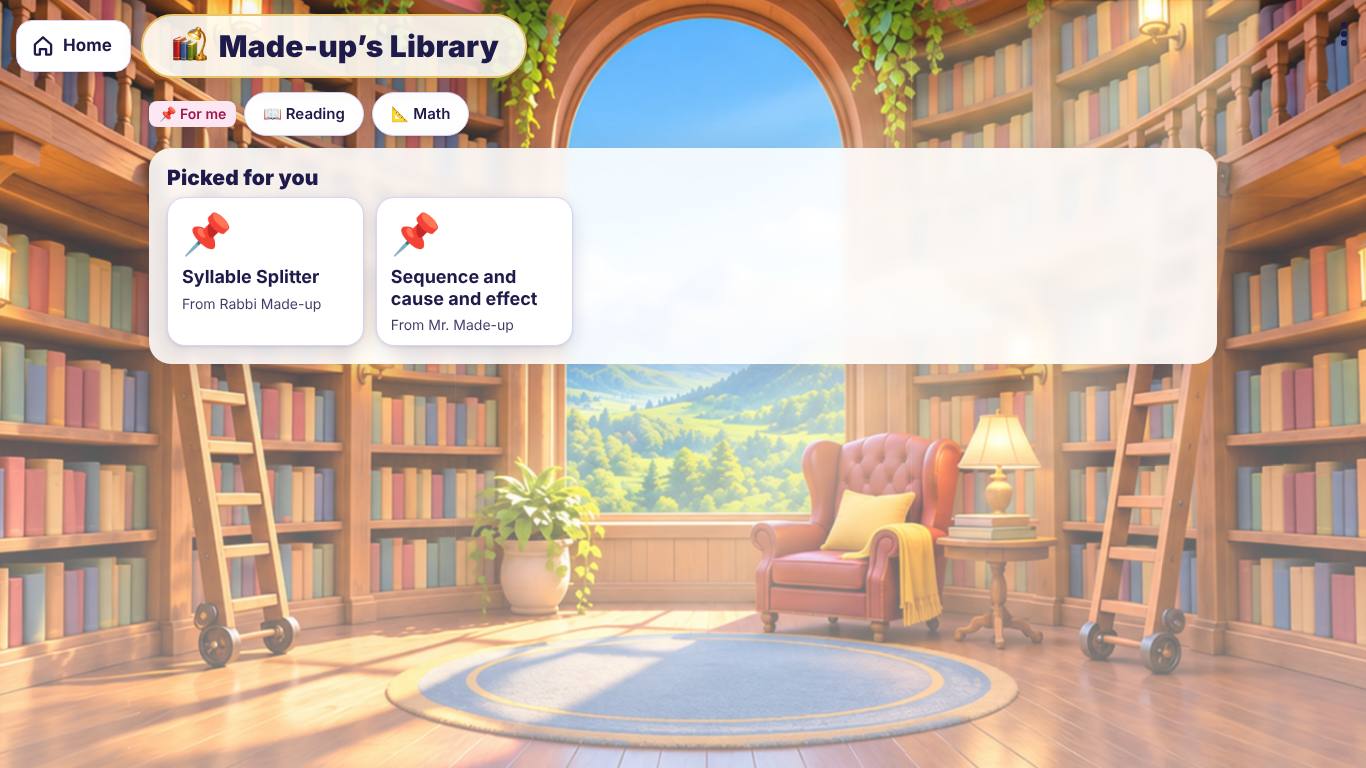 Home
Made-up’s Library
For me
Reading
Math
Picked for you
Syllable Splitter
From Rabbi Made-up
Sequence and
cause and effect
From Mr. Made-up